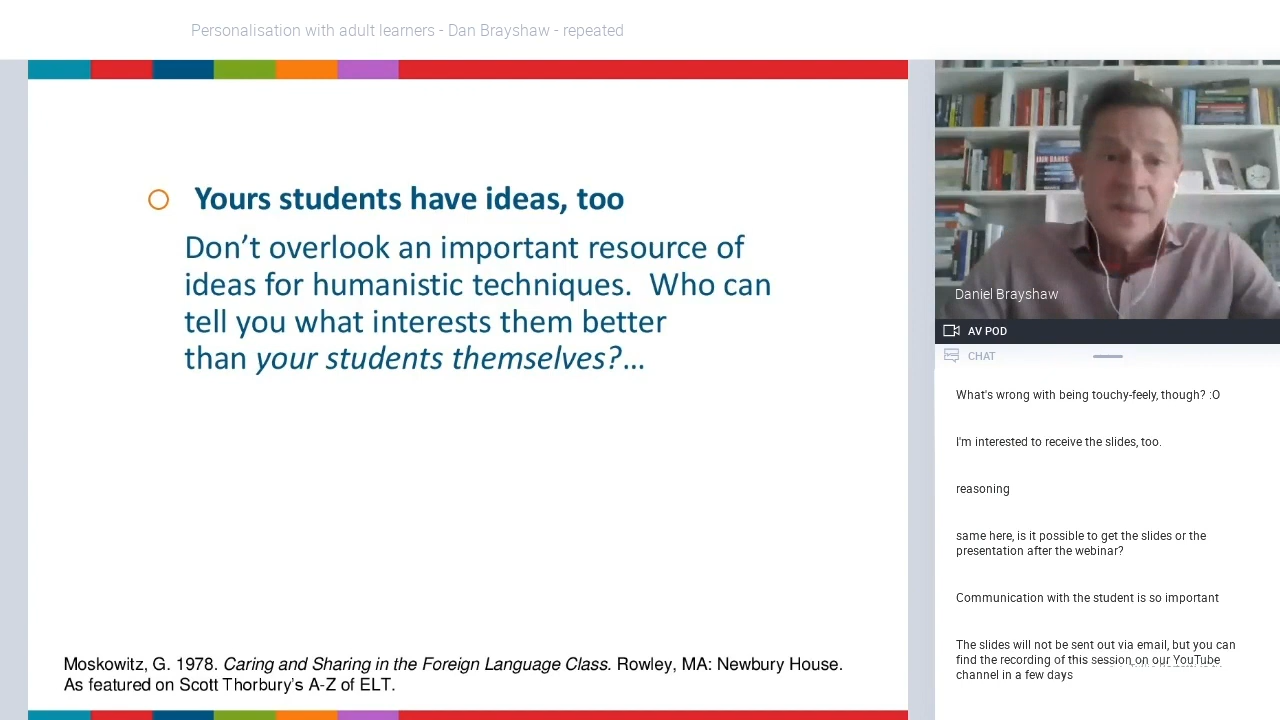 Personalisation with adult learners - Dan Brayshaw - repeated
Yours students have ideas, too
Don't overlook an important resource of
ideas for humanistic techniques.  Who can
tell you what interests them better
than your students themselves?...
Moskowitz, G. 1978. Caring and Sharing in the Foreign Language Class. Rowley, MA: Newbury House.
As featured on Scott Thorbury's A-Z of ELT.
IAIN BANKS
Daniel Brayshaw
AV POD
CHAT
What's wrong with being touchy-feely, though? :O
I'm interested to receive the slides, too.
reasoning
same here, is it possible to get the slides or the
presentation after the webinar?
Communication with the student is so important
The slides will not be sent out via email, but you can
find the recording of this session on our YouTube
channel in a few days